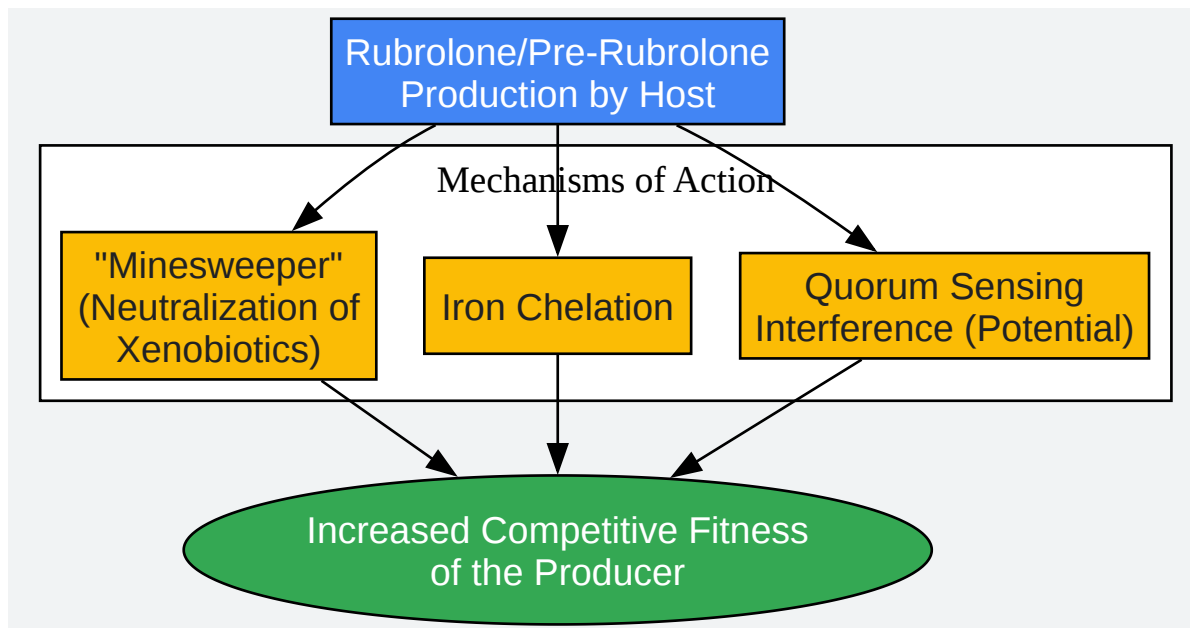 Rubrolone/Pre-Rubrolone
Production by Host
Mechanisms of Action
"Minesweeper"
(Neutralization of
Xenobiotics)
Iron Chelation
Quorum Sensing
Interference (Potential)
Increased Competitive Fitness
of the Producer